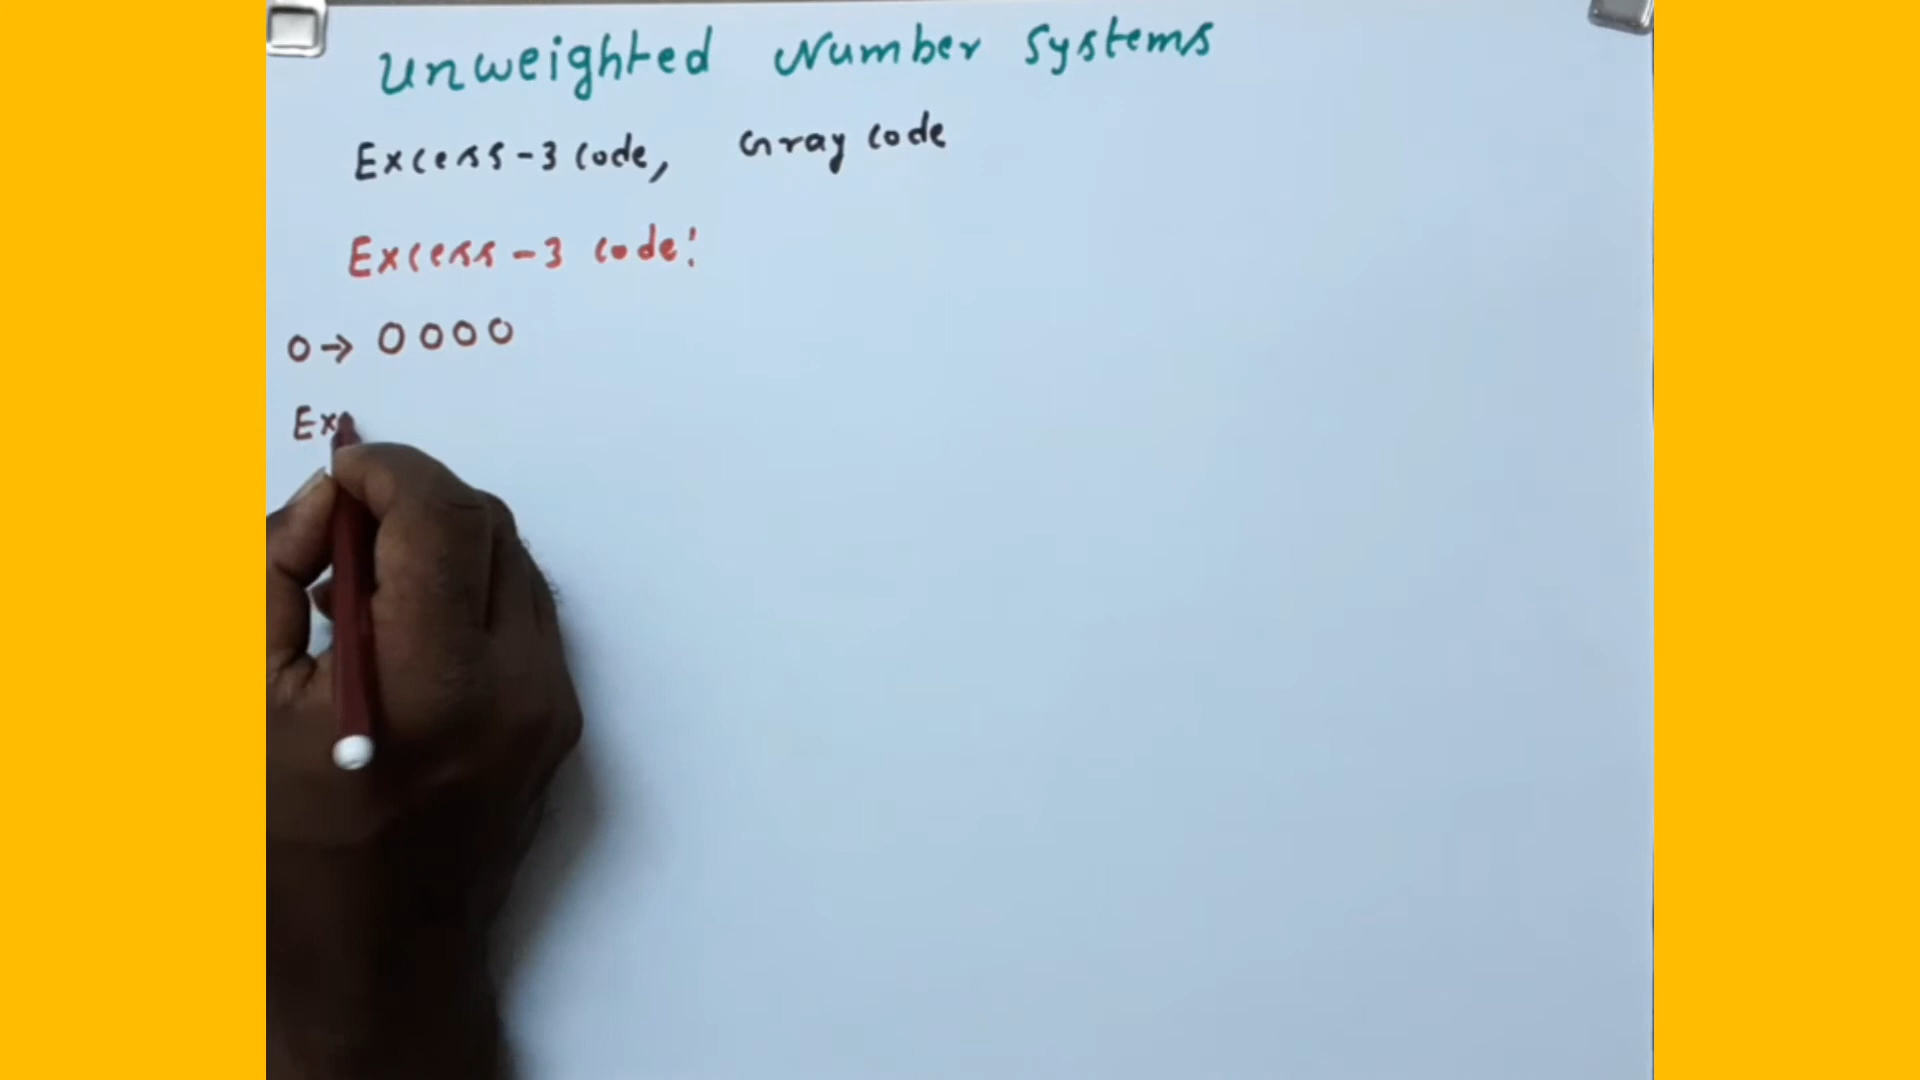 Unweighted Number Systems
Excess-3 code, Gray code
Excess-3 code:
0→ 0000
Ex